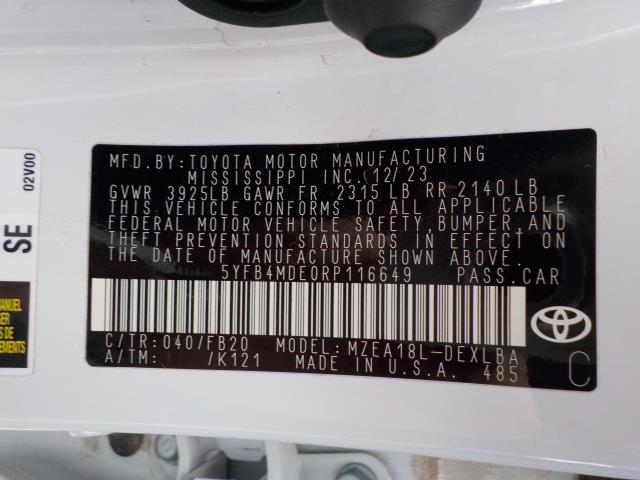 MFD. BY: TOYOTA MOTOR MANUFACTURING
MISSISSIPPI INC. 12/23
GVWR 3925LB GAWR FR 2315 LB RR 2140 LB
THIS VEHICLE CONFORMS TO ALL APPLICABLE
FEDERAL MOTOR VEHICLE SAFETY, BUMPER, AND
THEFT PREVENTION STANDARDS IN EFFECT ON
THE DATE OF MANUFACTURE SHOWN ABOVE.
5YFB4MDE0RP116649 PASS. CAR
C/TR: 040/FB20 MODEL: MZEA18L-DEXLBA
A/TM: /K121 MADE IN U.S.A. 485
C
SE
02V00
MANUEL
DE